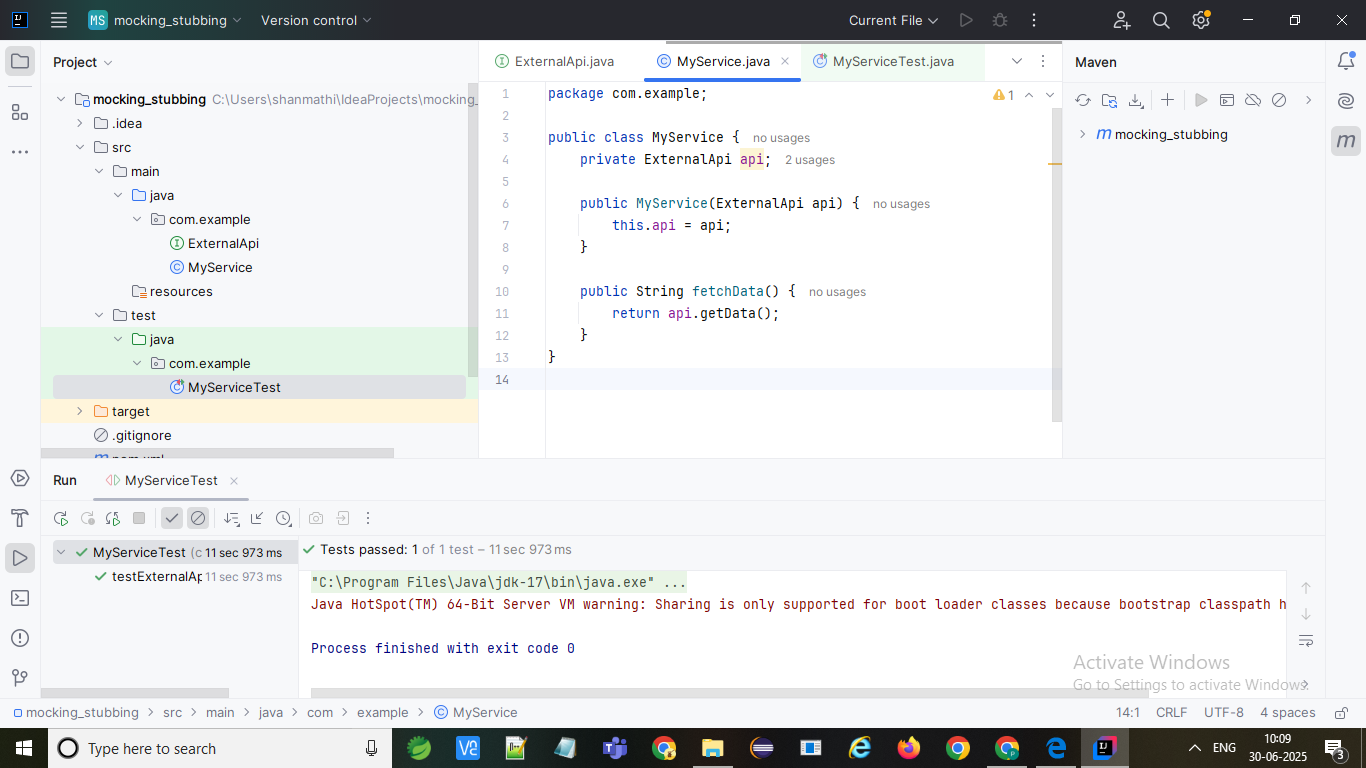 MS mocking_stubbing Version control Current File
Project
mocking_stubbing C:\Users\shanmathi\IdeaProjects\mocking_
.idea
src
main
java
com.example
ExternalApi
MyService
resources
test
java
com.example
MyServiceTest
target
.gitignore
ExternalApi.java MyService.java MyServiceTest.java
1 package com.example; 1
2
3 public class MyService { no usages
4 private ExternalApi api; 2 usages
5
6 public MyService(ExternalApi api) { no usages
7 this.api = api;
8 }
9
10 public String fetchData() { no usages
11 return api.getData();
12 }
13 }
14
Maven
m mocking_stubbing
m
Run MyServiceTest
MyServiceTest (c 11 sec 973 ms
testExternalAp 11 sec 973 ms
Tests passed: 1 of 1 test – 11 sec 973 ms
"C:\Program Files\Java\jdk-17\bin\java.exe" ...
Java HotSpot(TM) 64-Bit Server VM warning: Sharing is only supported for boot loader classes because bootstrap classpath h
Process finished with exit code 0
Activate Windows
Go to Settings to activate Windows.
mocking_stubbing > src > main > java > com > example > MyService 14:1 CRLF UTF-8 4 spaces
Type here to search
ENG
10:09
30-06-2025
3